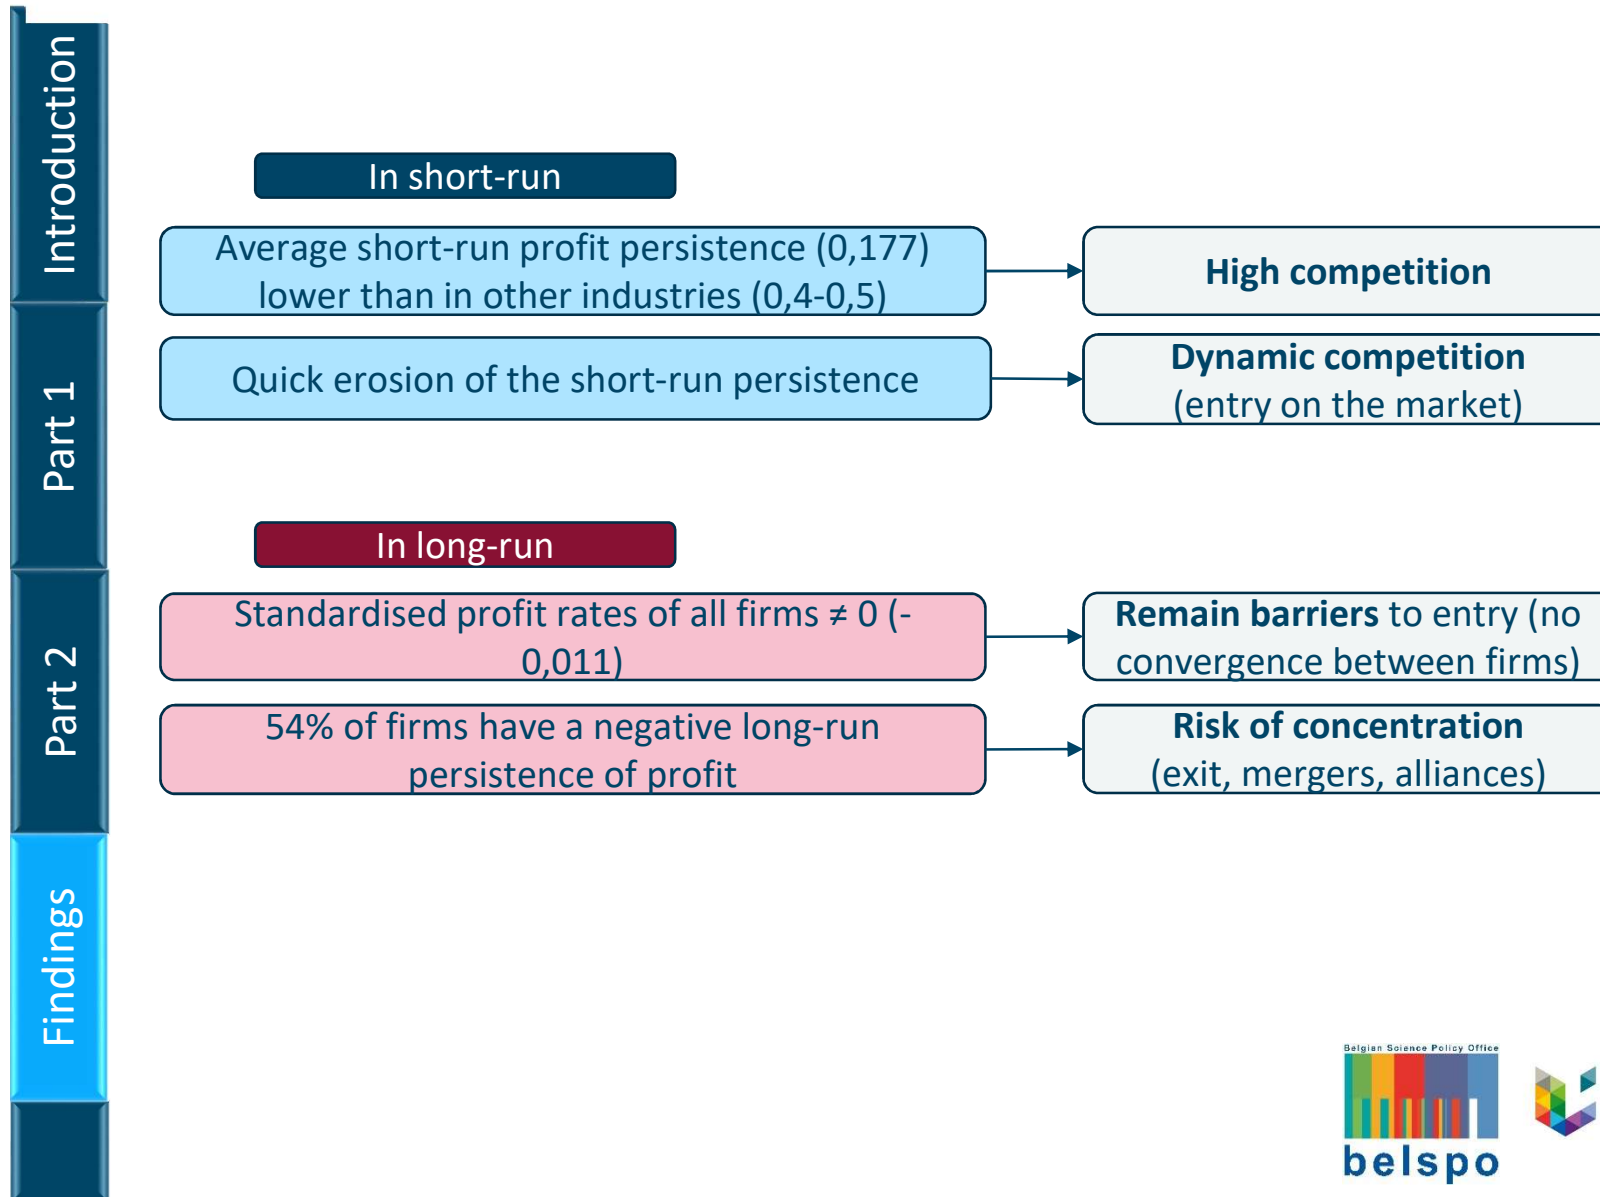 Introduction
Part 1
Part 2
Findings
In short-run
Average short-run profit persistence (0,177)
lower than in other industries (0,4-0,5)
High competition
Quick erosion of the short-run persistence
Dynamic competition
(entry on the market)
In long-run
Standardised profit rates of all firms ≠ 0 (-
0,011)
Remain barriers to entry (no
convergence between firms)
54% of firms have a negative long-run
persistence of profit
Risk of concentration
(exit, mergers, alliances)
Belgian Science Policy Office
belspo